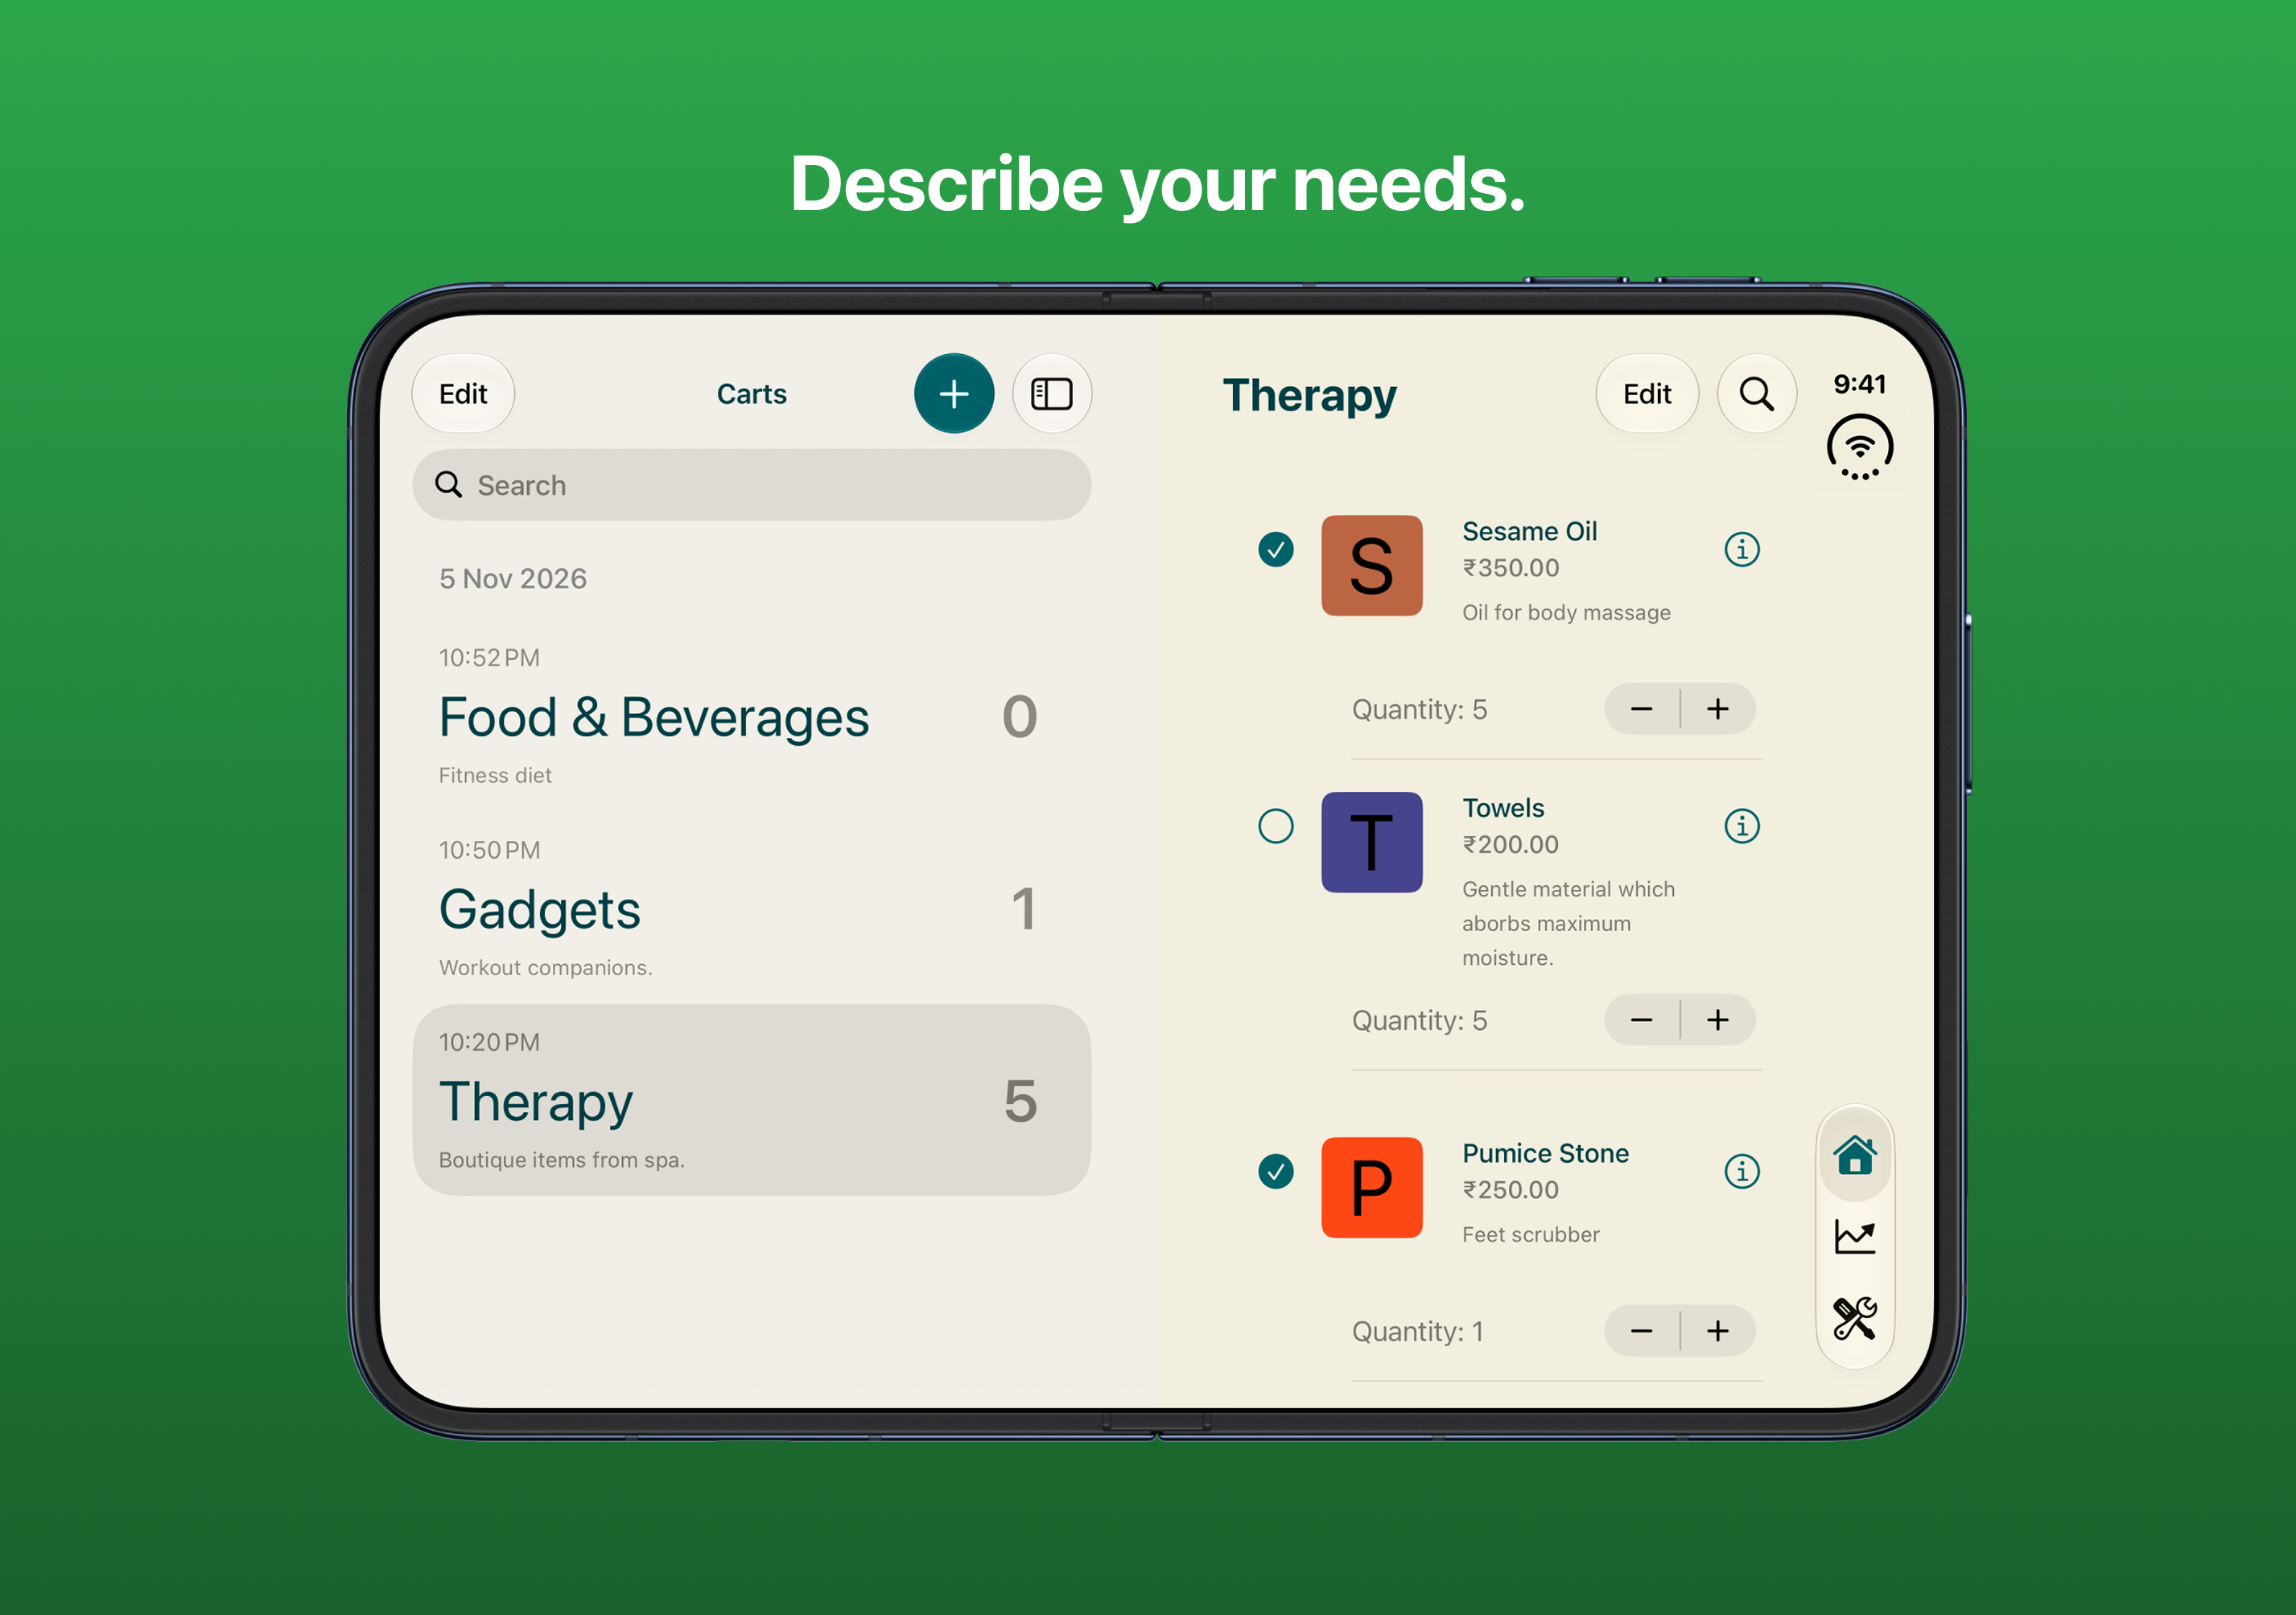 Describe your needs.
Edit
Carts
Search
5 Nov 2026
10:52 PM
Food & Beverages
0
Fitness diet
10:50 PM
Gadgets
1
Workout companions.
10:20 PM
Therapy
5
Boutique items from spa.
Therapy
Edit
9:41
S
Sesame Oil
₹350.00
Oil for body massage
Quantity: 5
T
Towels
₹200.00
Gentle material which
aborbs maximum
moisture.
Quantity: 5
P
Pumice Stone
₹250.00
Feet scrubber
Quantity: 1